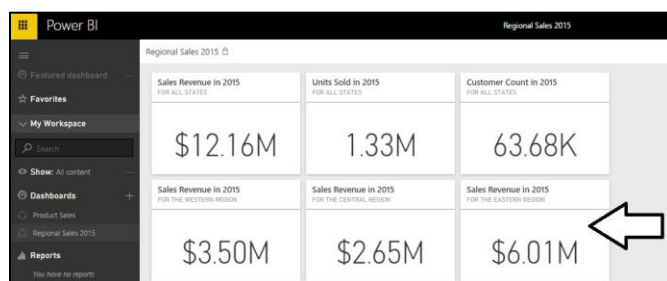 Power BI
Regional Sales 2015
Regional Sales 2015
Featured dashboard
Favorites
My Workspace
Search
Show: All content
Dashboards
Product Sales
Regional Sales 2015
Reports
You have no reports
Sales Revenue in 2015
FOR ALL STATES
$12.16M
Units Sold in 2015
FOR ALL STATES
1.33M
Customer Count in 2015
FOR ALL STATES
63.68K
Sales Revenue in 2015
FOR THE WESTERN REGION
$3.50M
Sales Revenue in 2015
FOR THE CENTRAL REGION
$2.65M
Sales Revenue in 2015
FOR THE EASTERN REGION
$6.01M